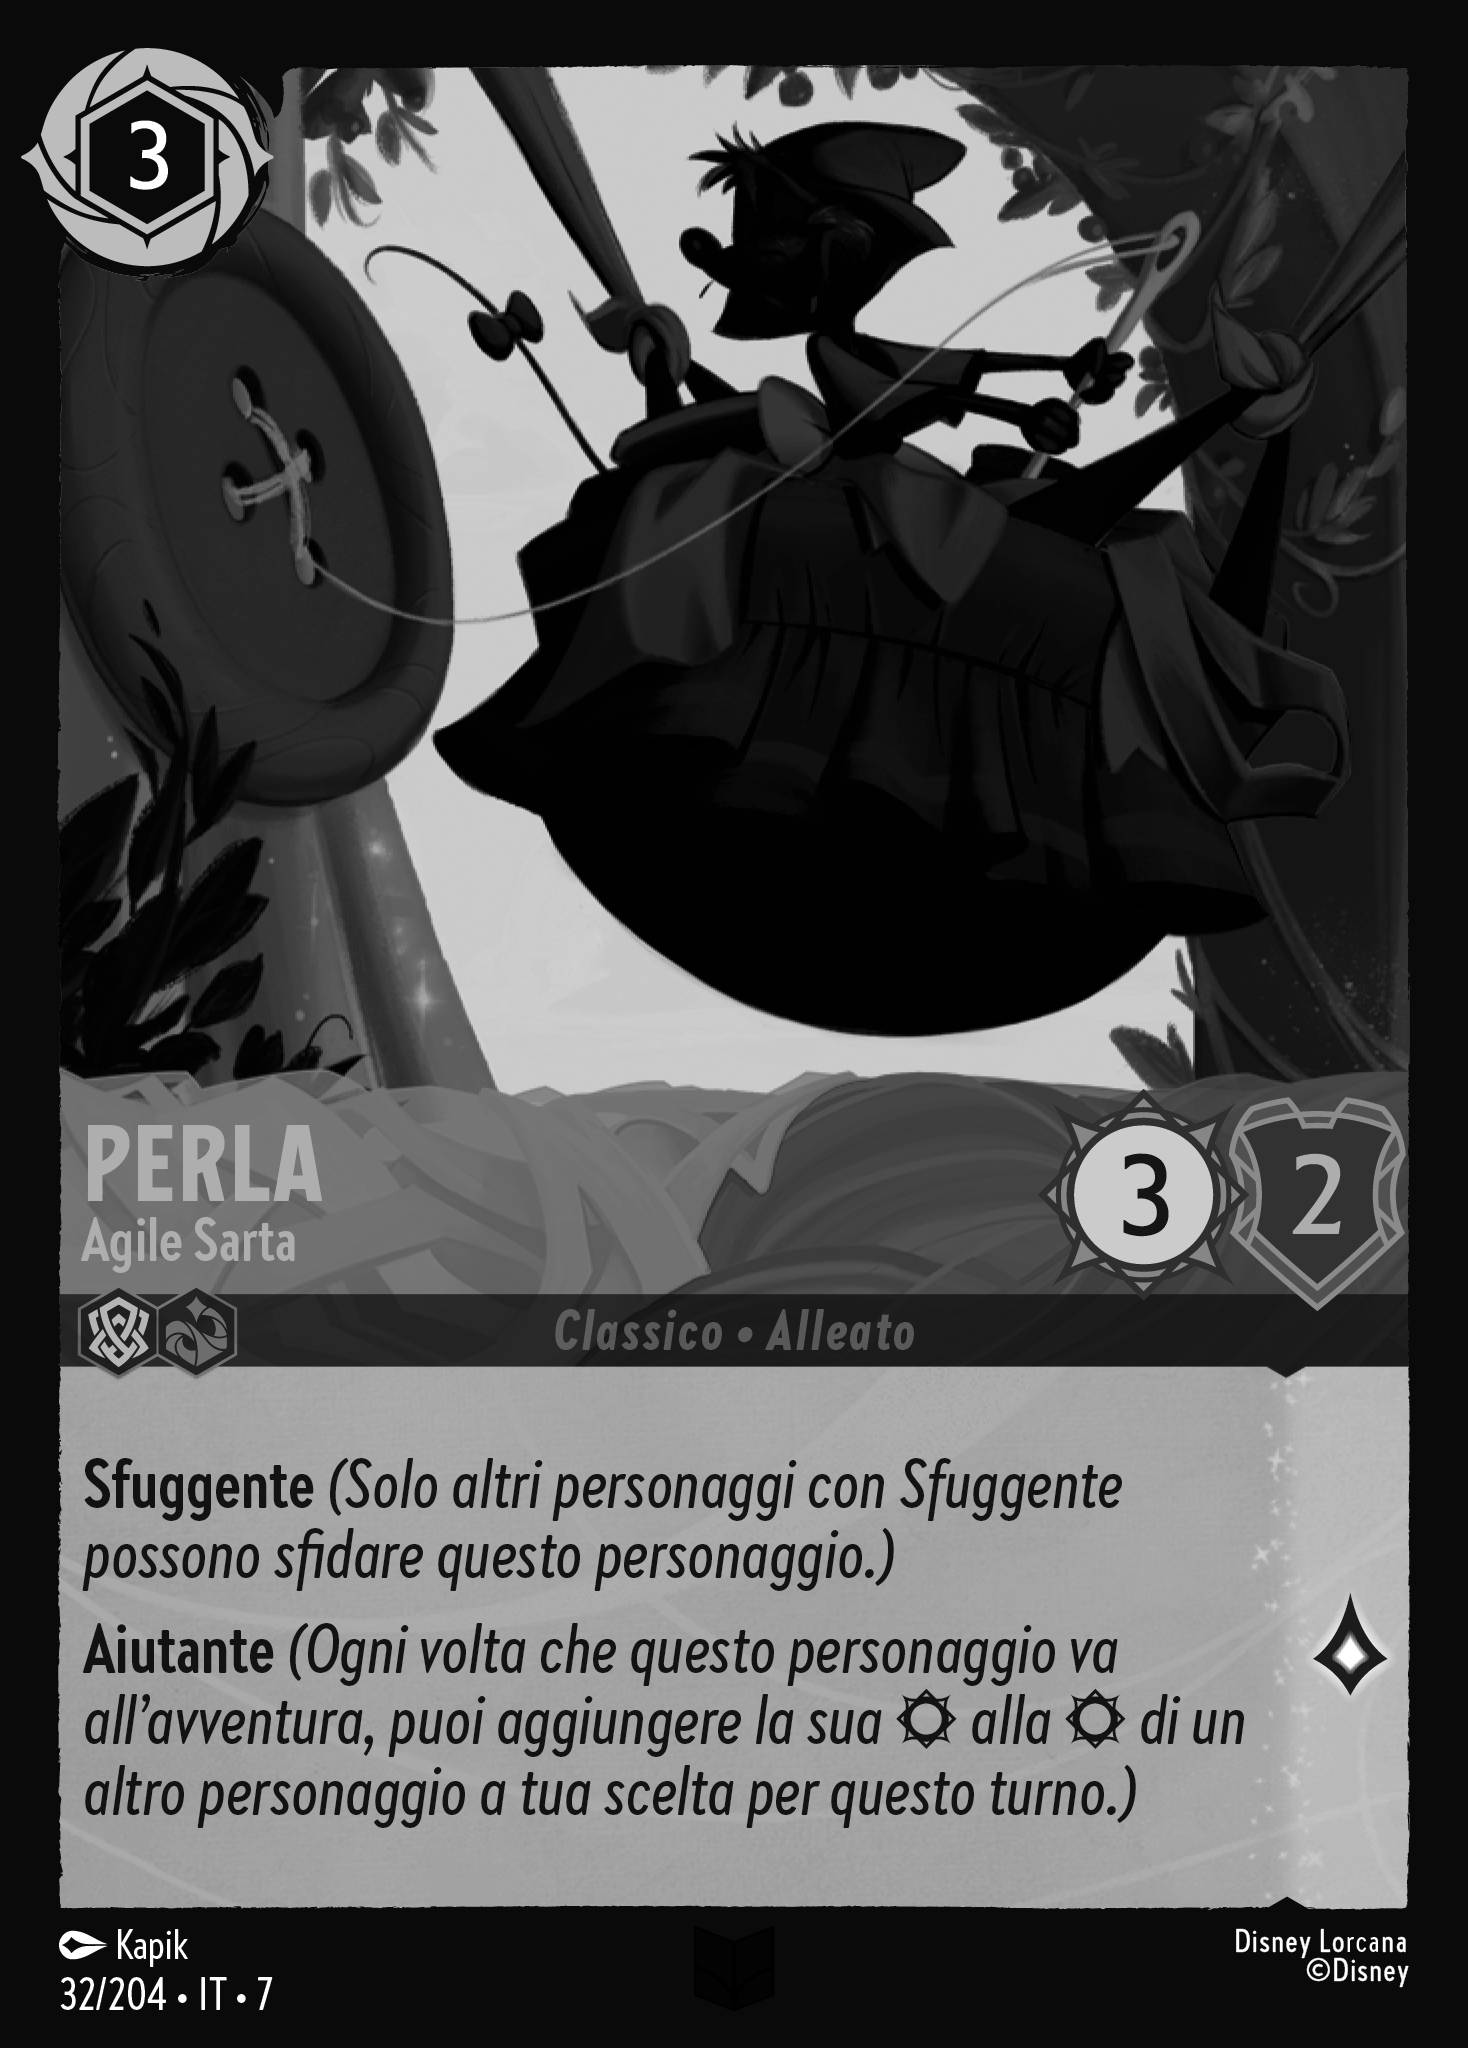 3
PERLA
Agile Sarta
3 2
Classico • Alleato
Sfuggente (Solo altri personaggi con Sfuggente
possono sfidare questo personaggio.)
Aiutante (Ogni volta che questo personaggio va
all’avventura, puoi aggiungere la sua alla di un
altro personaggio a tua scelta per questo turno.)
Kapik
32/204 • IT • 7
Disney Lorcana
©Disney